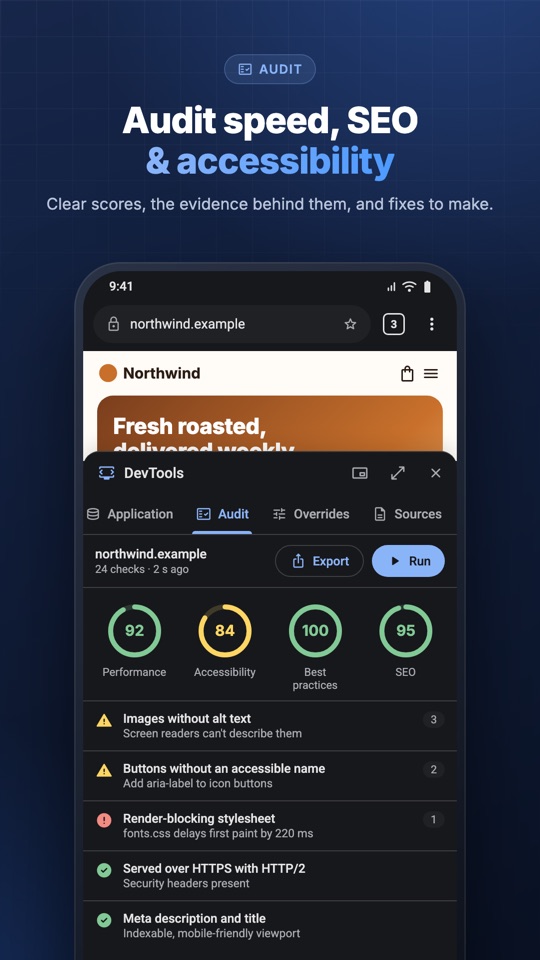 AUDIT
Audit speed, SEO
& accessibility
Clear scores, the evidence behind them, and fixes to make.
9:41
northwind.example
3
Northwind
Fresh roasted,
delivered weekly
DevTools
Application
Audit
Overrides
Sources
northwind.example
24 checks · 2 s ago
Export
Run
92
84
100
95
Performance
Accessibility
Best
practices
SEO
Images without alt text
3
Screen readers can't describe them
Buttons without an accessible name
2
Add aria-label to icon buttons
Render-blocking stylesheet
1
fonts.css delays first paint by 220 ms
Served over HTTPS with HTTP/2
Security headers present
Meta description and title
Indexable, mobile-friendly viewport